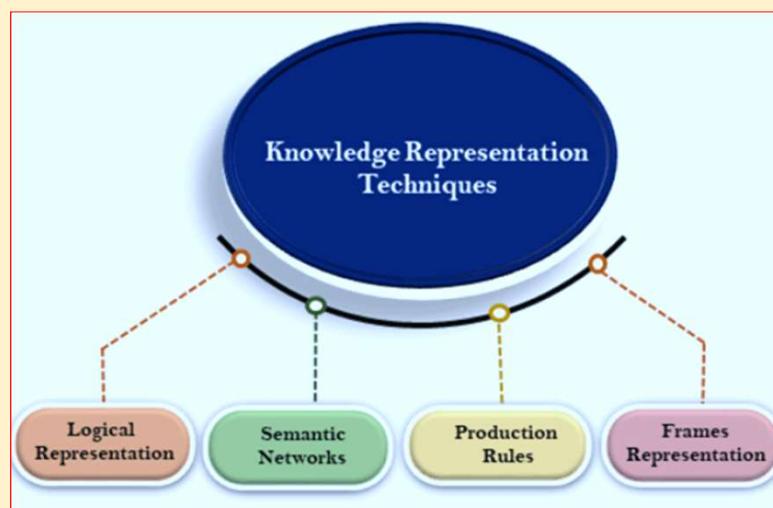 Knowledge Representation
Techniques
Logical
Representation
Semantic
Networks
Production
Rules
Frames
Representation